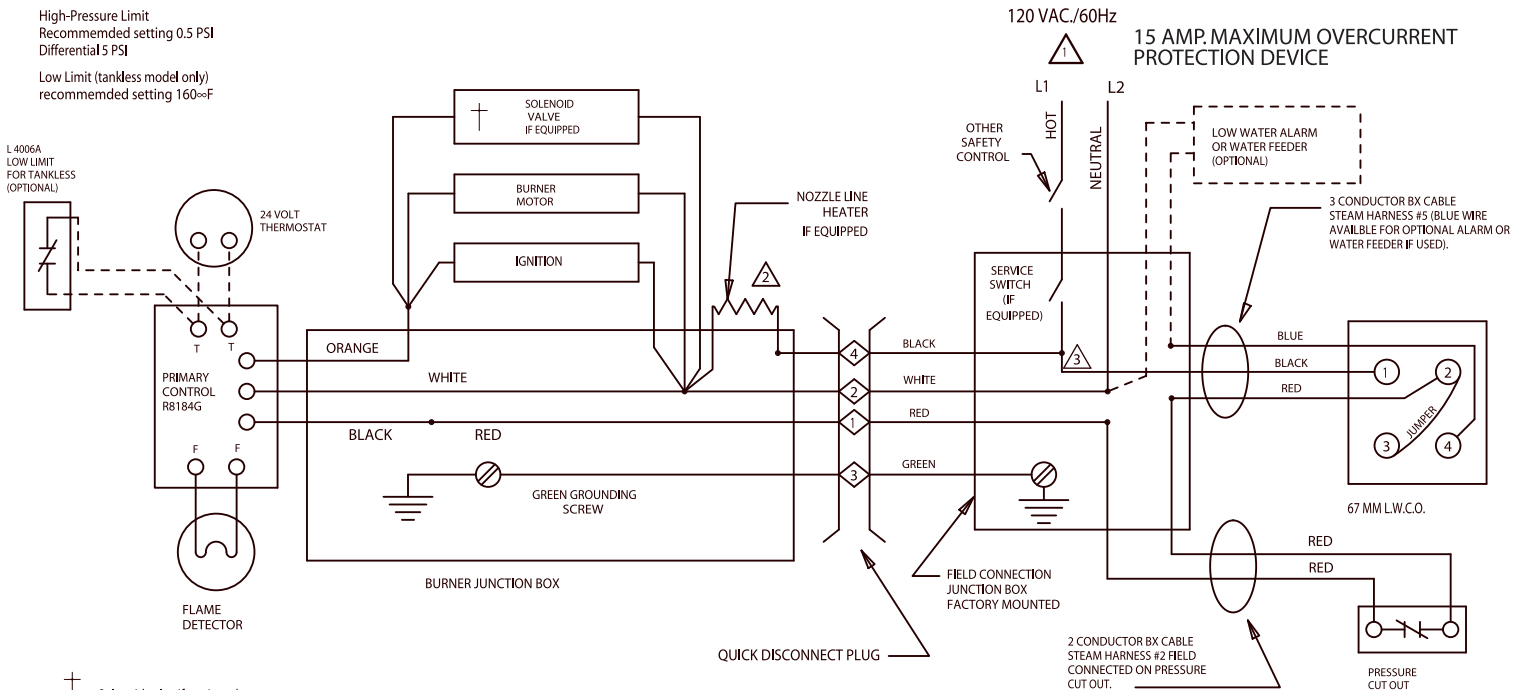 High-Pressure Limit
Recommemded setting 0.5 PSI
Differential 5 PSI
Low Limit (tankless model only)
recommemded setting 160∞F
120 VAC./60Hz
1
15 AMP. MAXIMUM OVERCURRENT
PROTECTION DEVICE
L1
L2
HOT
NEUTRAL
OTHER
SAFETY
CONTROL
LOW WATER ALARM
OR WATER FEEDER
(OPTIONAL)
L 4006A
LOW LIMIT
FOR TANKLESS
(OPTIONAL)
24 VOLT
THERMOSTAT
SOLENOID
VALVE
IF EQUIPPED
BURNER
MOTOR
IGNITION
NOZZLE LINE
HEATER
IF EQUIPPED
2
3 CONDUCTOR BX CABLE
STEAM HARNESS #5 (BLUE WIRE
AVAILBLE FOR OPTIONAL ALARM OR
WATER FEEDER IF USED).
SERVICE
SWITCH
(IF
EQUIPPED)
T
T
PRIMARY
CONTROL
R8184G
F
F
ORANGE
WHITE
BLACK
RED
GREEN GROUNDING
SCREW
4
2
1
3
BLACK
WHITE
RED
GREEN
3
BLUE
BLACK
RED
1
2
3
4
JUMPER
67 MM L.W.C.O.
FLAME
DETECTOR
BURNER JUNCTION BOX
QUICK DISCONNECT PLUG
FIELD CONNECTION
JUNCTION BOX
FACTORY MOUNTED
RED
RED
2 CONDUCTOR BX CABLE
STEAM HARNESS #2 FIELD
CONNECTED ON PRESSURE
CUT OUT.
PRESSURE
CUT OUT